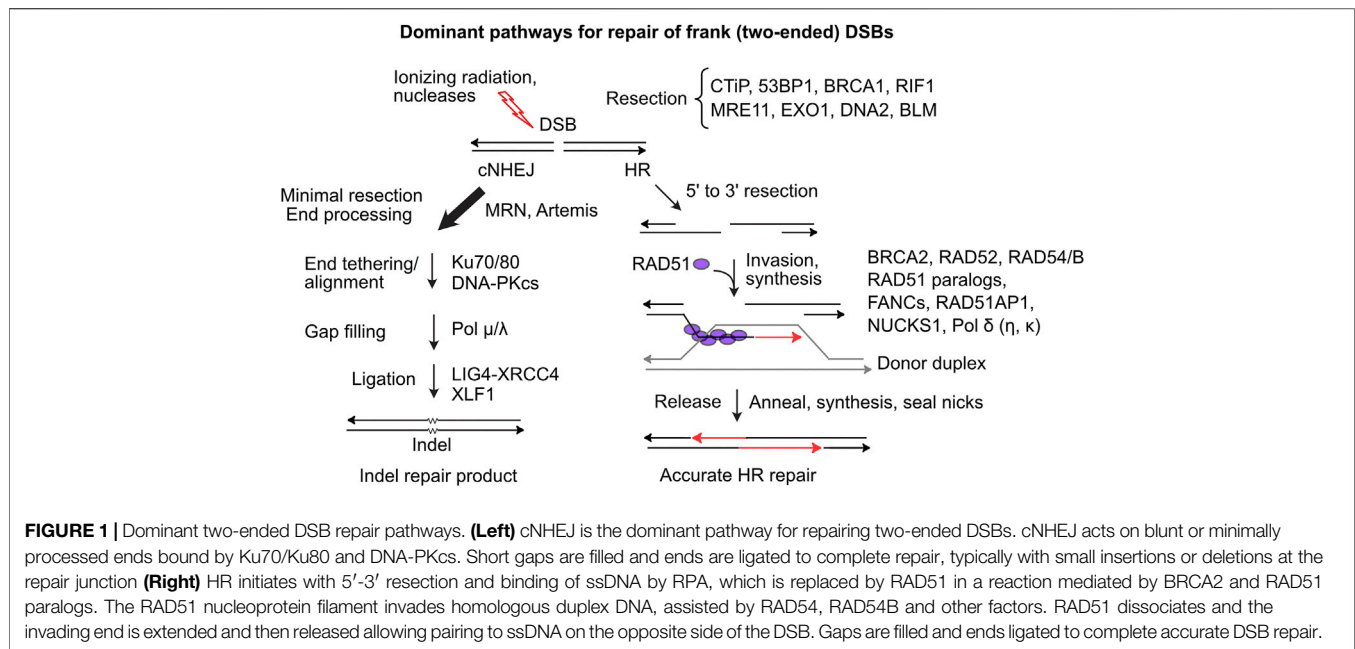 Dominant pathways for repair of frank (two-ended) DSBs
Ionizing radiation,
nucleases
DSB
Resection
CTiP, 53BP1, BRCA1, RIF1
MRE11, EXO1, DNA2, BLM
cNHEJ
HR
Minimal resection
End processing
MRN, Artemis
End tethering/
alignment
Ku70/80
DNA-PKcs
Gap filling
Pol μ/λ
Ligation
LIG4-XRCC4
XLF1
Indel
Indel repair product
5' to 3' resection
RAD51
Invasion,
synthesis
BRCA2, RAD52, RAD54/B
RAD51 paralogs,
FANCs, RAD51AP1,
NUCKS1, Pol δ (η, κ)
Donor duplex
Release
Anneal, synthesis, seal nicks
Accurate HR repair
FIGURE 1 | Dominant two-ended DSB repair pathways. (Left) cNHEJ is the dominant pathway for repairing two-ended DSBs. cNHEJ acts on blunt or minimally
processed ends bound by Ku70/Ku80 and DNA-PKcs. Short gaps are filled and ends are ligated to complete repair, typically with small insertions or deletions at the
repair junction (Right) HR initiates with 5′-3′ resection and binding of ssDNA by RPA, which is replaced by RAD51 in a reaction mediated by BRCA2 and RAD51
paralogs. The RAD51 nucleoprotein filament invades homologous duplex DNA, assisted by RAD54, RAD54B and other factors. RAD51 dissociates and the
invading end is extended and then released allowing pairing to ssDNA on the opposite side of the DSB. Gaps are filled and ends ligated to complete accurate DSB repair.